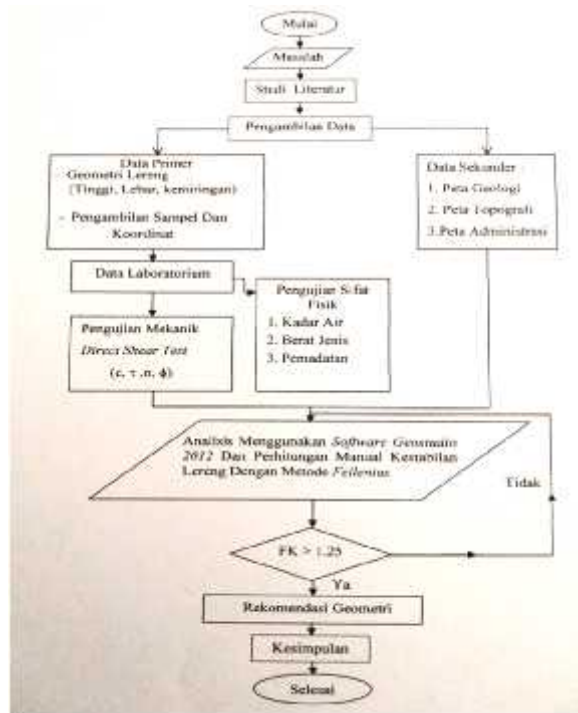 Mulai
Masalah
Studi Literatur
Pengambilan Data
Data Primer
- Geometri Lereng
(Tinggi, Lebar, kemiringan)
- Pengambilan Sampel Dan
Koordinat
Data Sekunder
1. Peta Geologi
2. Peta Topografi
3.Peta Administrasi
Data Laboratorium
Pengujian Sifat
Fisik
1. Kadar Air
2. Berat Jenis
3. Pemadatan
Pengujian Mekanik
Direct Shear Test
(c, τ ,σ, ϕ)
Analisis Menggunakan Software Geostudio
2012 Dan Perhitungan Manual Kestabilan
Lereng Dengan Metode Fellenius
Tidak
FK > 1.25
Ya
Rekomendasi Geometri
Kesimpulan
Selesai